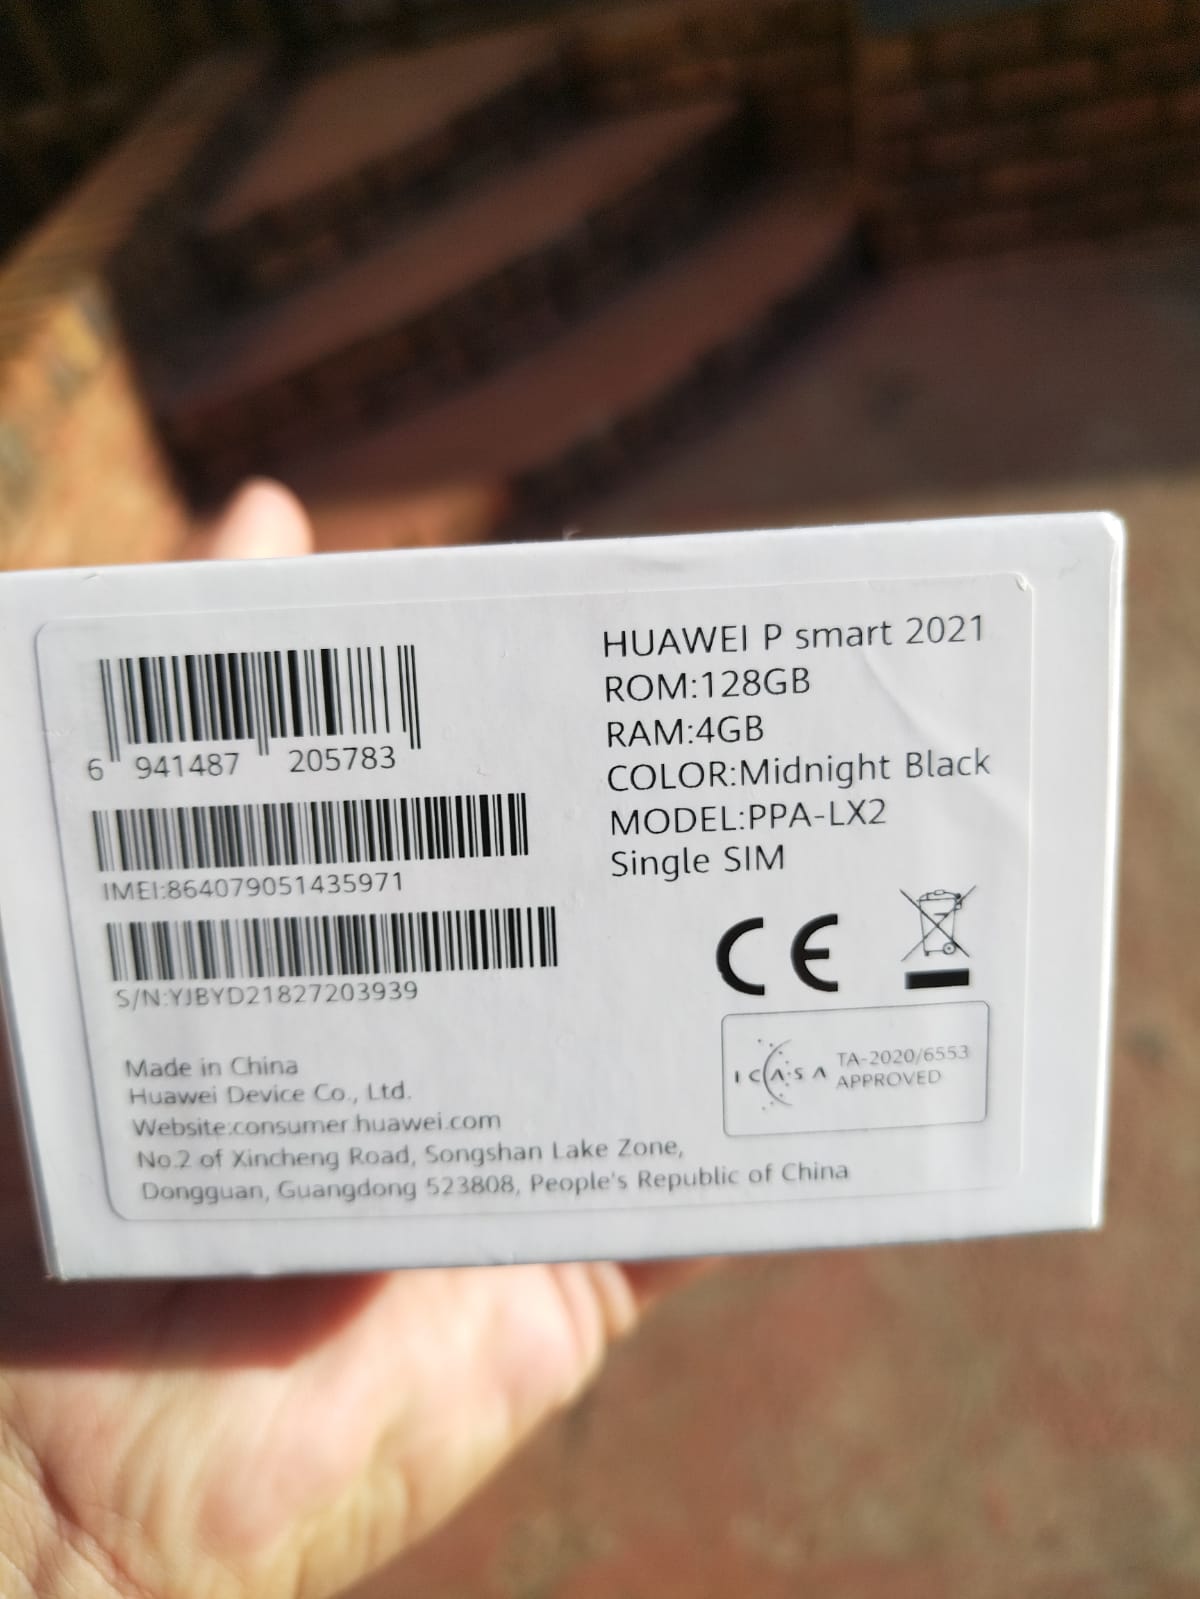 HUAWEI P smart 2021
ROM:128GB
RAM:4GB
COLOR:Midnight Black
MODEL:PPA-LX2
Single SIM
6 941487 205783
IMEI:864079051435971
S/N:YJBYD21827203939
CE
ICASA TA-2020/6553
APPROVED
Made in China
Huawei Device Co., Ltd.
Website:consumer.huawei.com
No.2 of Xincheng Road, Songshan Lake Zone,
Dongguan, Guangdong 523808, People's Republic of China